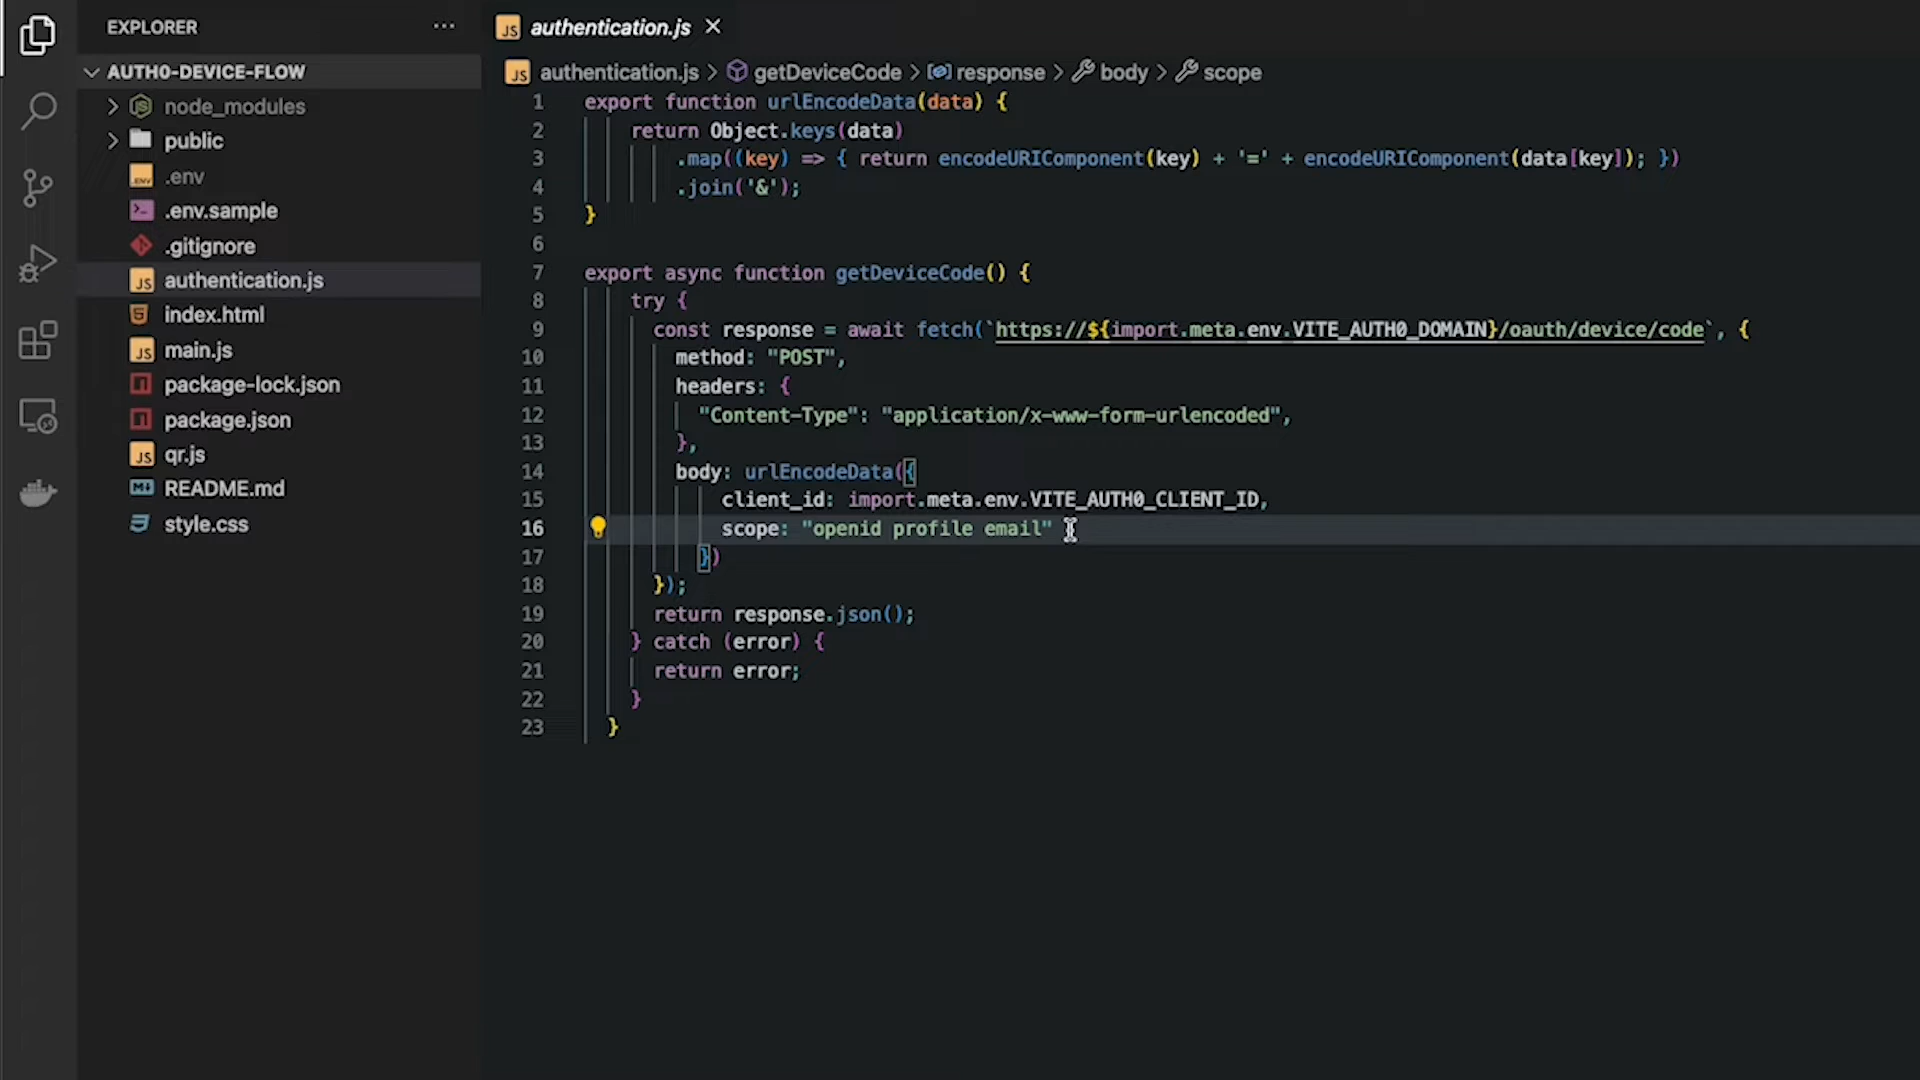 EXPLORER
AUTH0-DEVICE-FLOW
node_modules
public
.env
.env.sample
.gitignore
authentication.js
index.html
main.js
package-lock.json
package.json
qr.js
README.md
style.css
authentication.js
authentication.js > getDeviceCode > response > body > scope
1 export function urlEncodeData(data) {
2 return Object.keys(data)
3 .map((key) => { return encodeURIComponent(key) + '=' + encodeURIComponent(data[key]); })
4 .join('&');
5 }
6
7 export async function getDeviceCode() {
8 try {
9 const response = await fetch(`https://${import.meta.env.VITE_AUTH0_DOMAIN}/oauth/device/code`, {
10 method: "POST",
11 headers: {
12 "Content-Type": "application/x-www-form-urlencoded",
13 },
14 body: urlEncodeData({
15 client_id: import.meta.env.VITE_AUTH0_CLIENT_ID,
16 scope: "openid profile email"
17 })
18 });
19 return response.json();
20 } catch (error) {
21 return error;
22 }
23 }